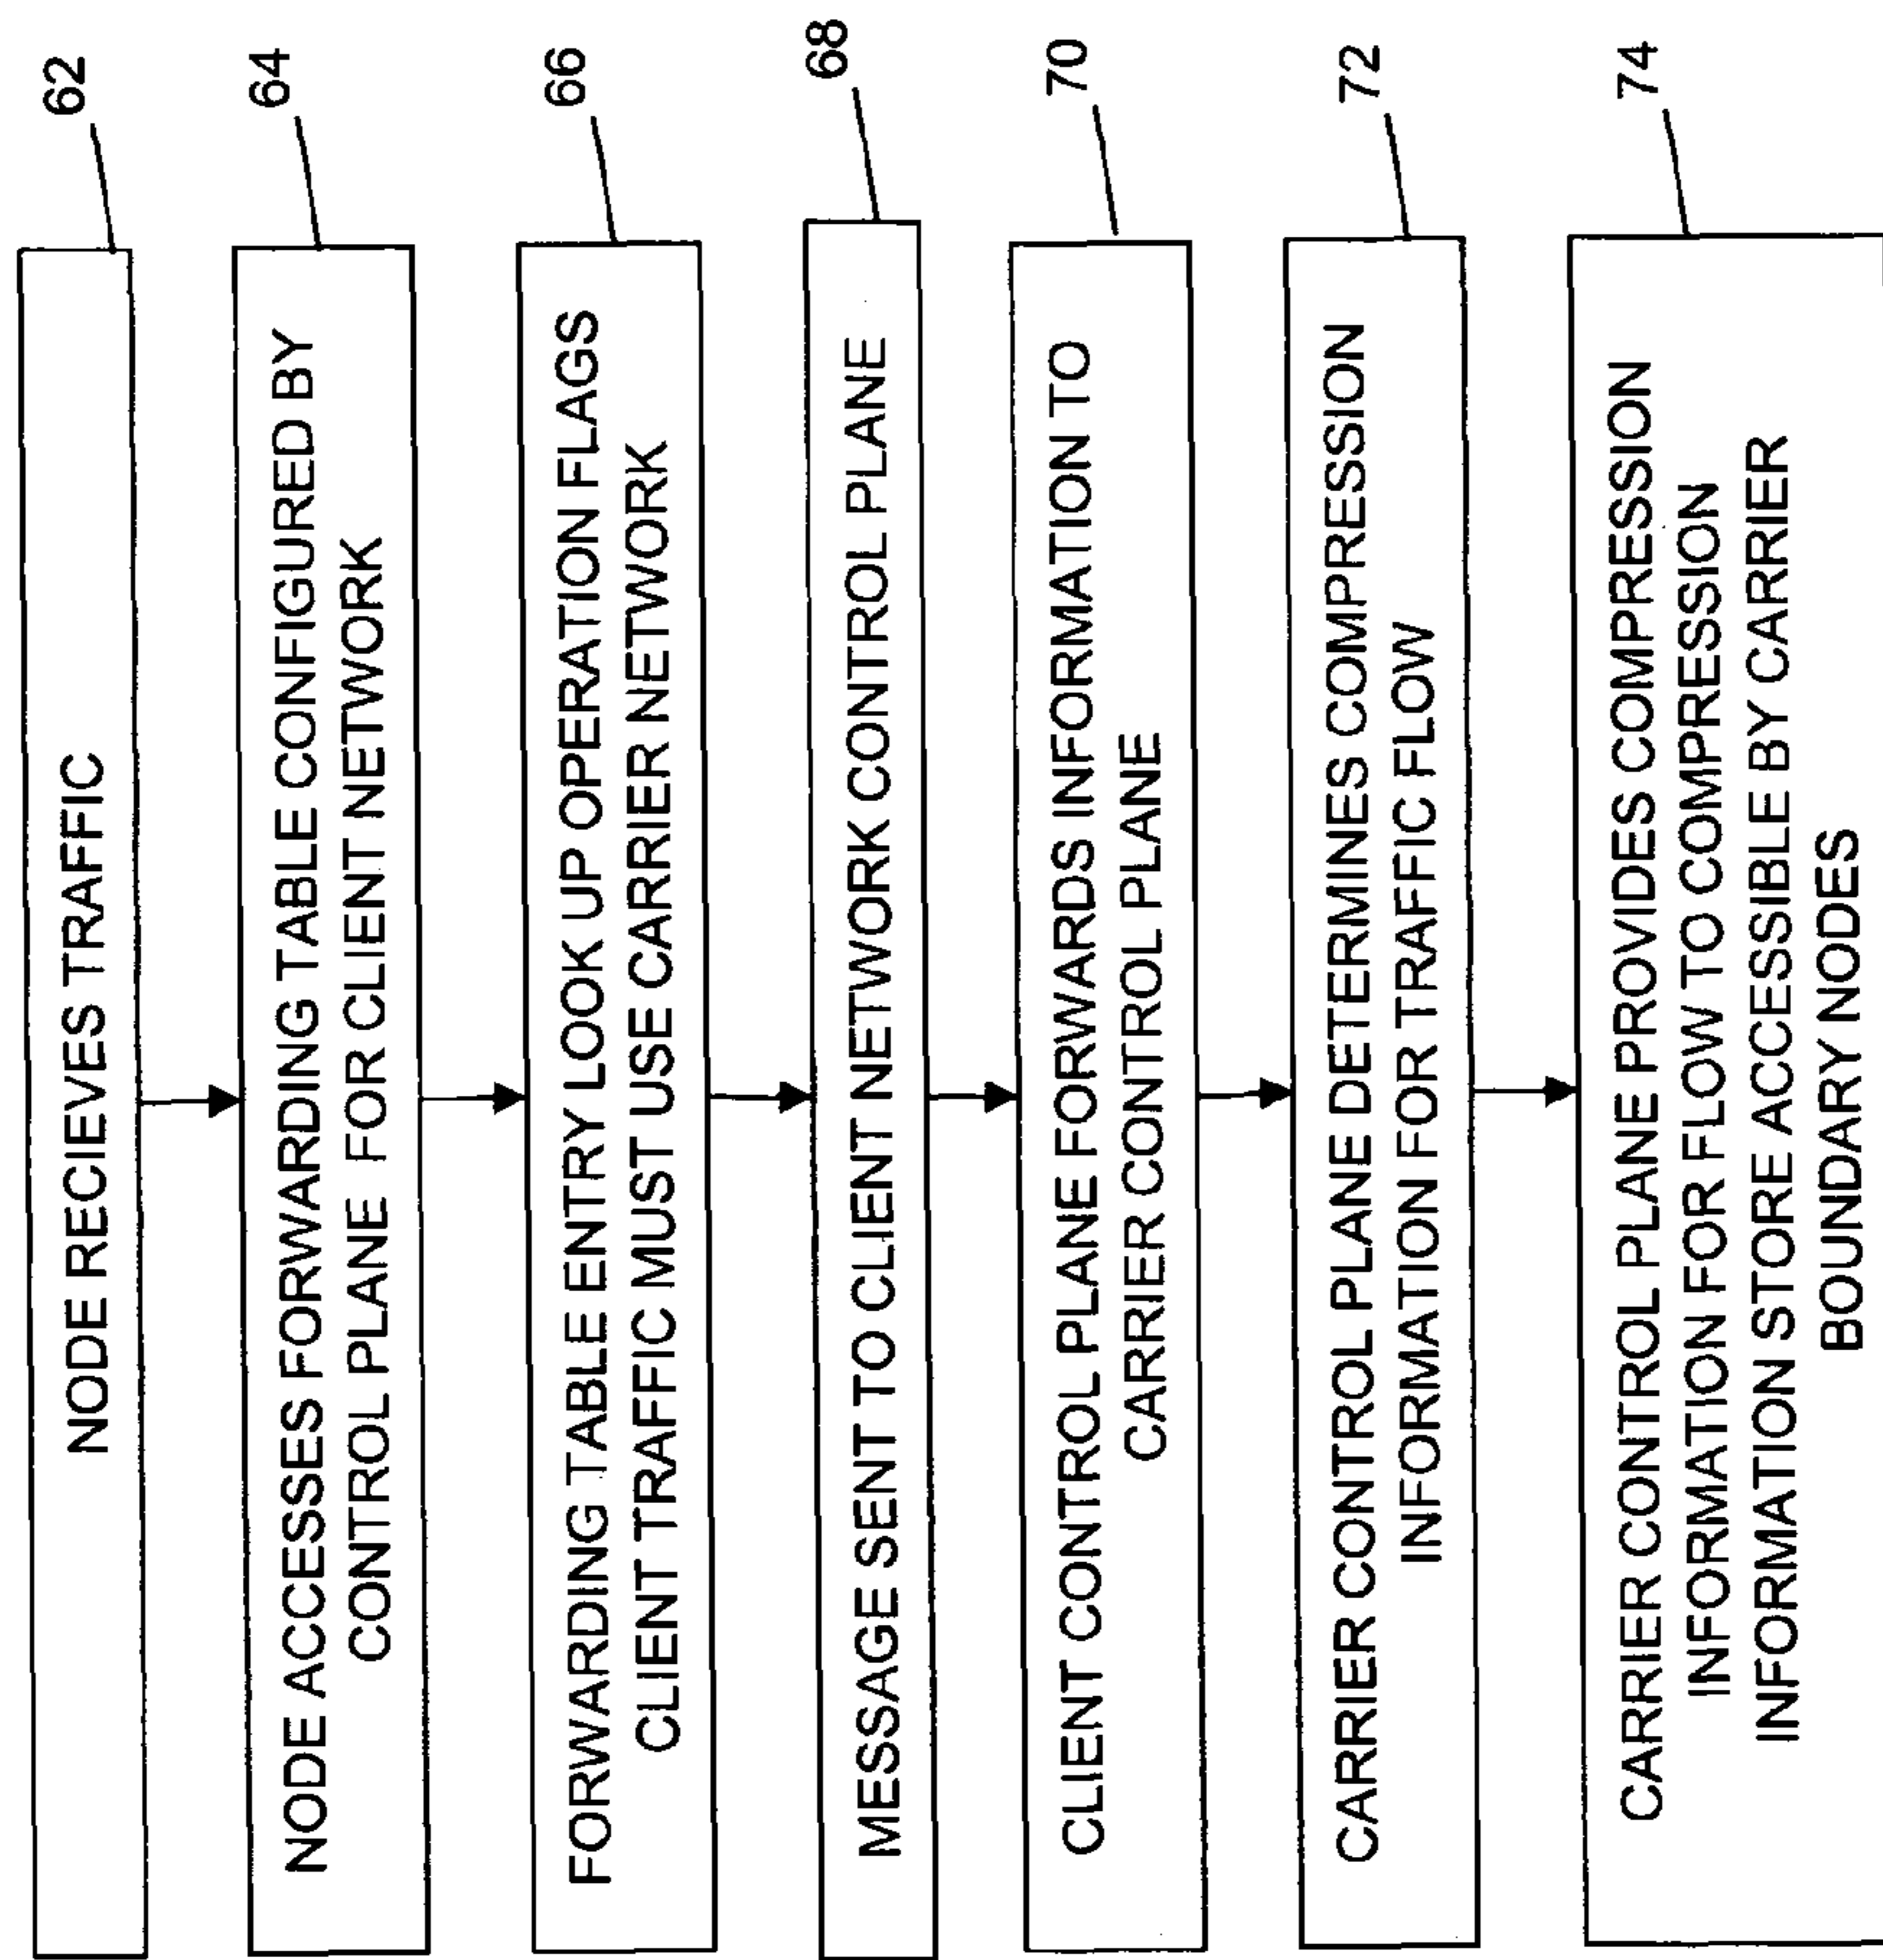 62
NODE RECIEVES TRAFFIC
64
NODE ACCESSES FORWARDING TABLE CONFIGURED BY
CONTROL PLANE FOR CLIENT NETWORK
66
FORWARDING TABLE ENTRY LOOK UP OPERATION FLAGS
CLIENT TRAFFIC MUST USE CARRIER NETWORK
68
MESSAGE SENT TO CLIENT NETWORK CONTROL PLANE
70
CLIENT CONTROL PLANE FORWARDS INFORMATION TO
CARRIER CONTROL PLANE
72
CARRIER CONTROL PLANE DETERMINES COMPRESSION
INFORMATION FOR TRAFFIC FLOW
74
CARRIER CONTROL PLANE PROVIDES COMPRESSION
INFORMATION FOR FLOW TO COMPRESSION
INFORMATION STORE ACCESSIBLE BY CARRIER
BOUNDARY NODES